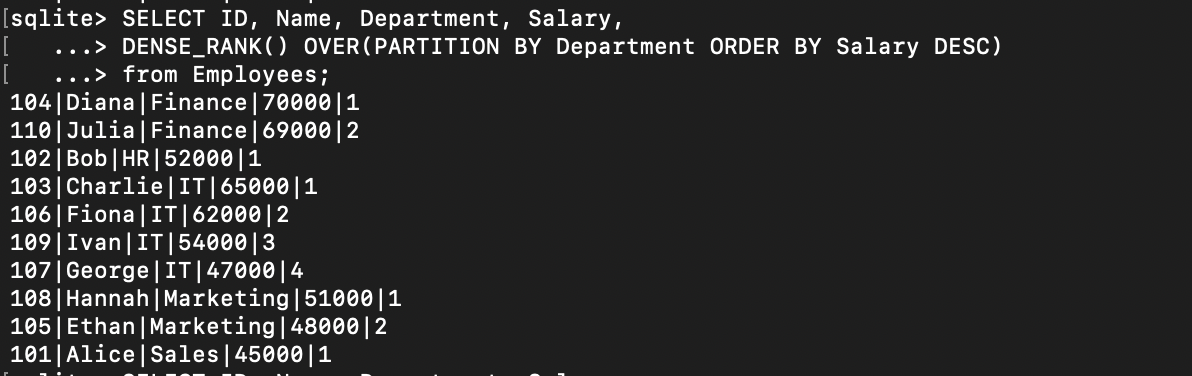 [sqlite> SELECT ID, Name, Department, Salary,
[   ...> DENSE_RANK() OVER(PARTITION BY Department ORDER BY Salary DESC)
[   ...> from Employees;
104|Diana|Finance|70000|1
110|Julia|Finance|69000|2
102|Bob|HR|52000|1
103|Charlie|IT|65000|1
106|Fiona|IT|62000|2
109|Ivan|IT|54000|3
107|George|IT|47000|4
108|Hannah|Marketing|51000|1
105|Ethan|Marketing|48000|2
101|Alice|Sales|45000|1